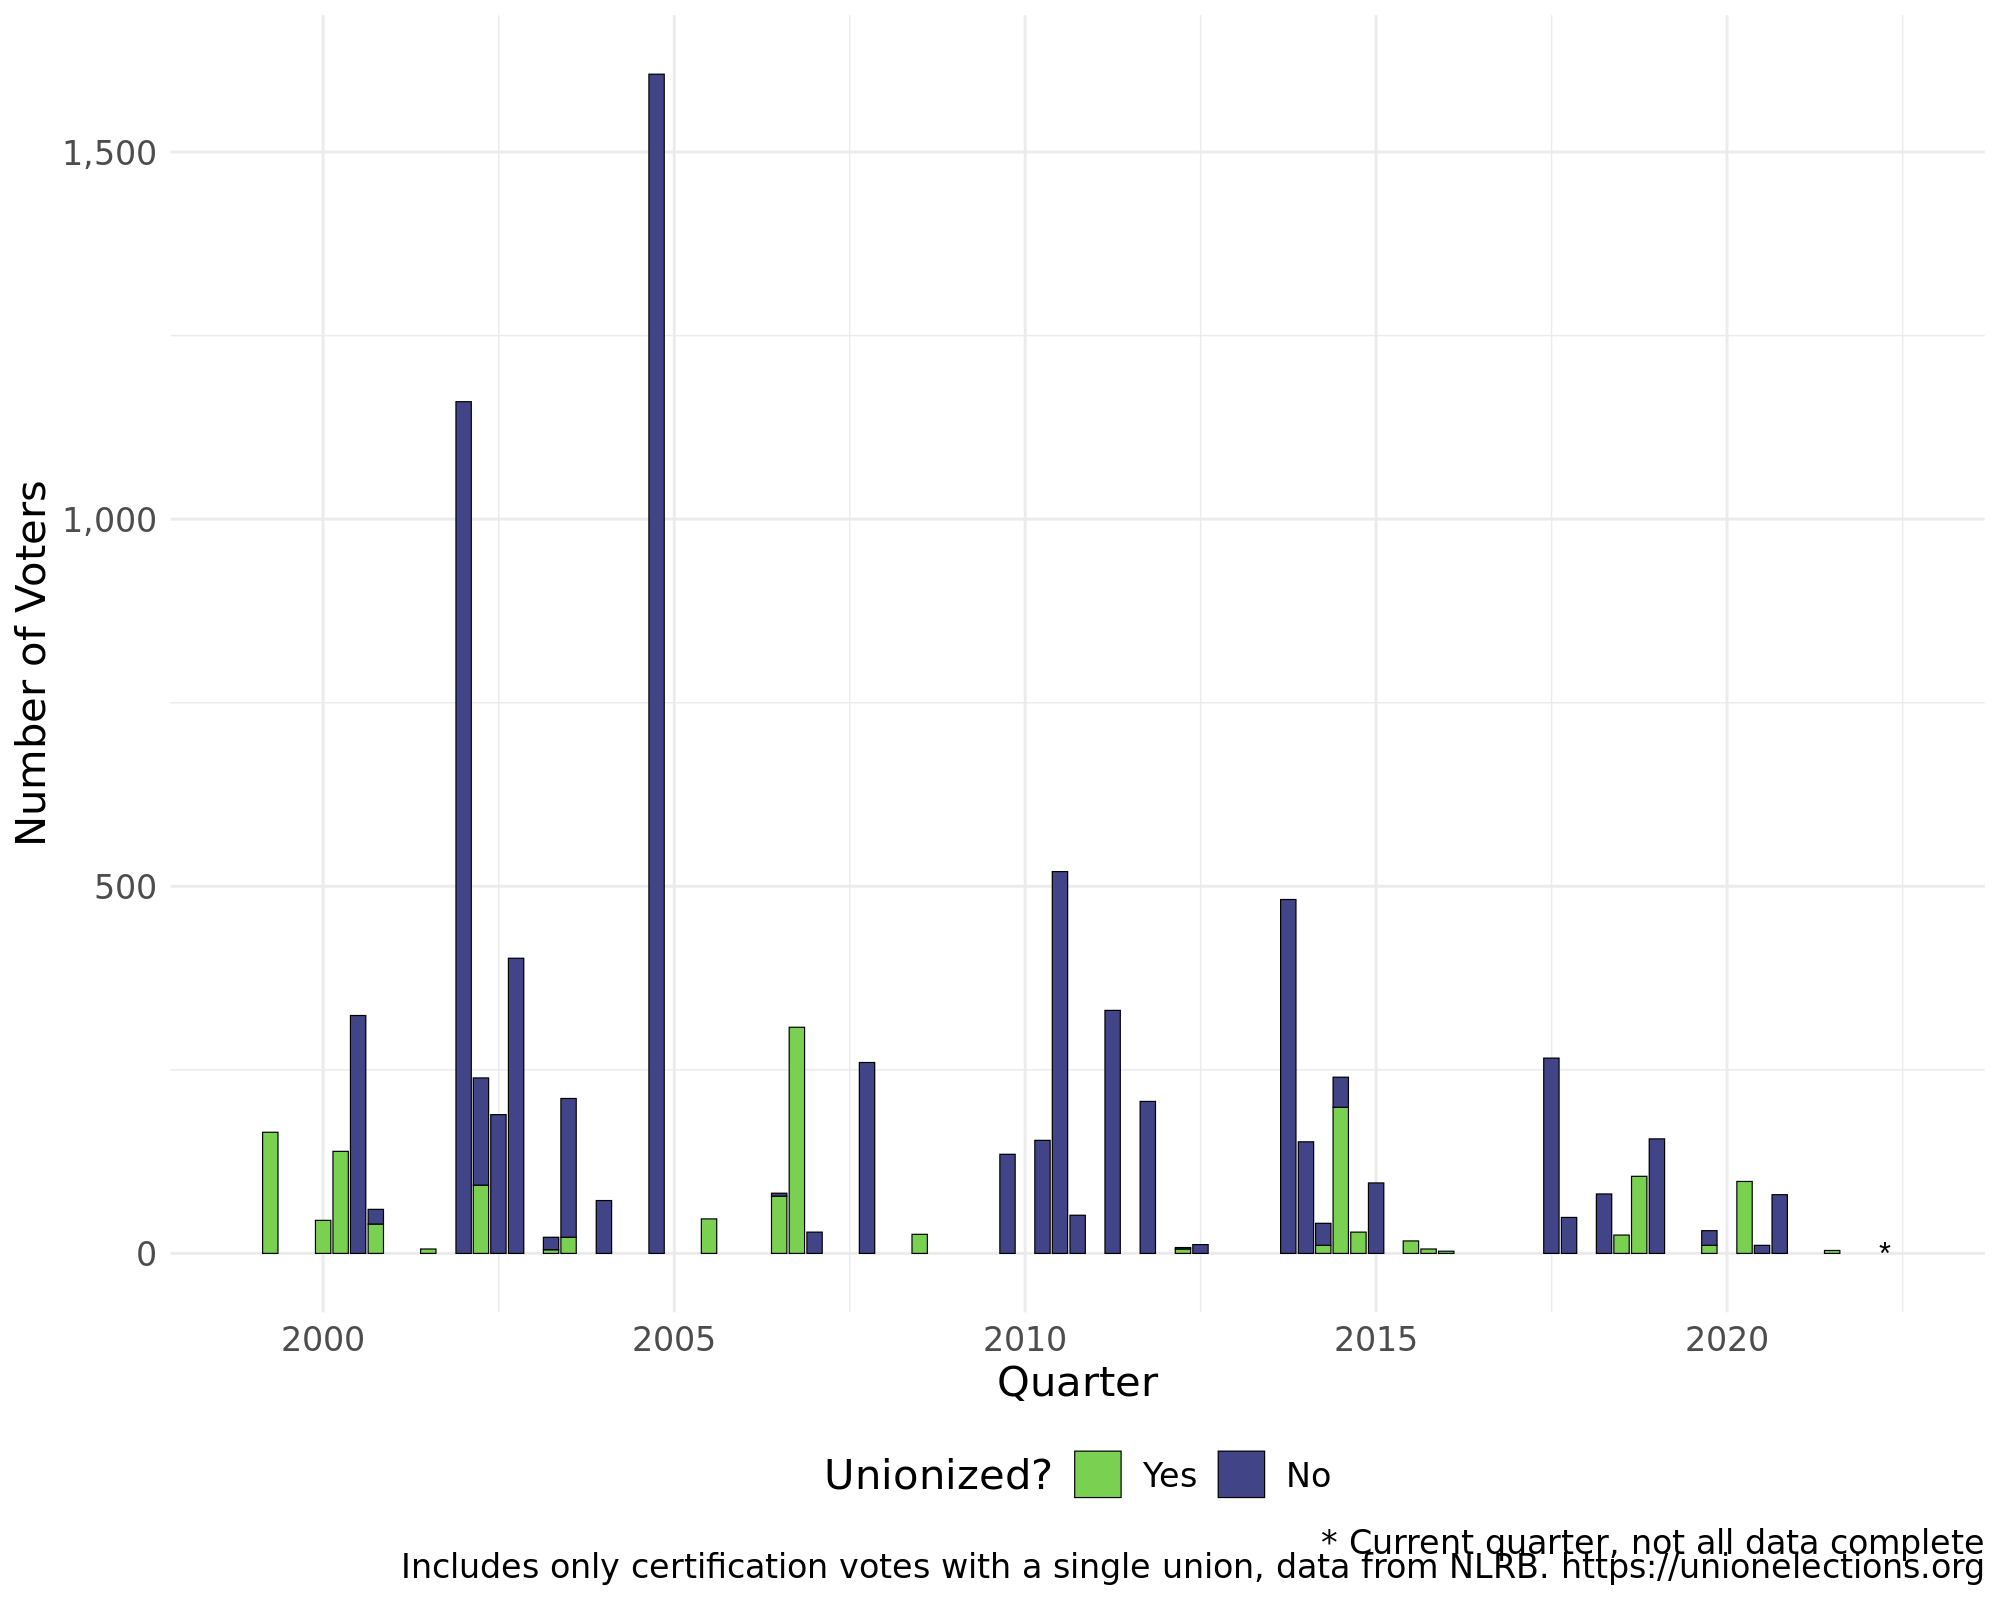 1,500
1,000
500
0
Number of Voters
*
2000 2005 2010 2015 2020
Quarter
Unionized? Yes No
* Current quarter, not all data complete
Includes only certification votes with a single union, data from NLRB. https://unionelections.org